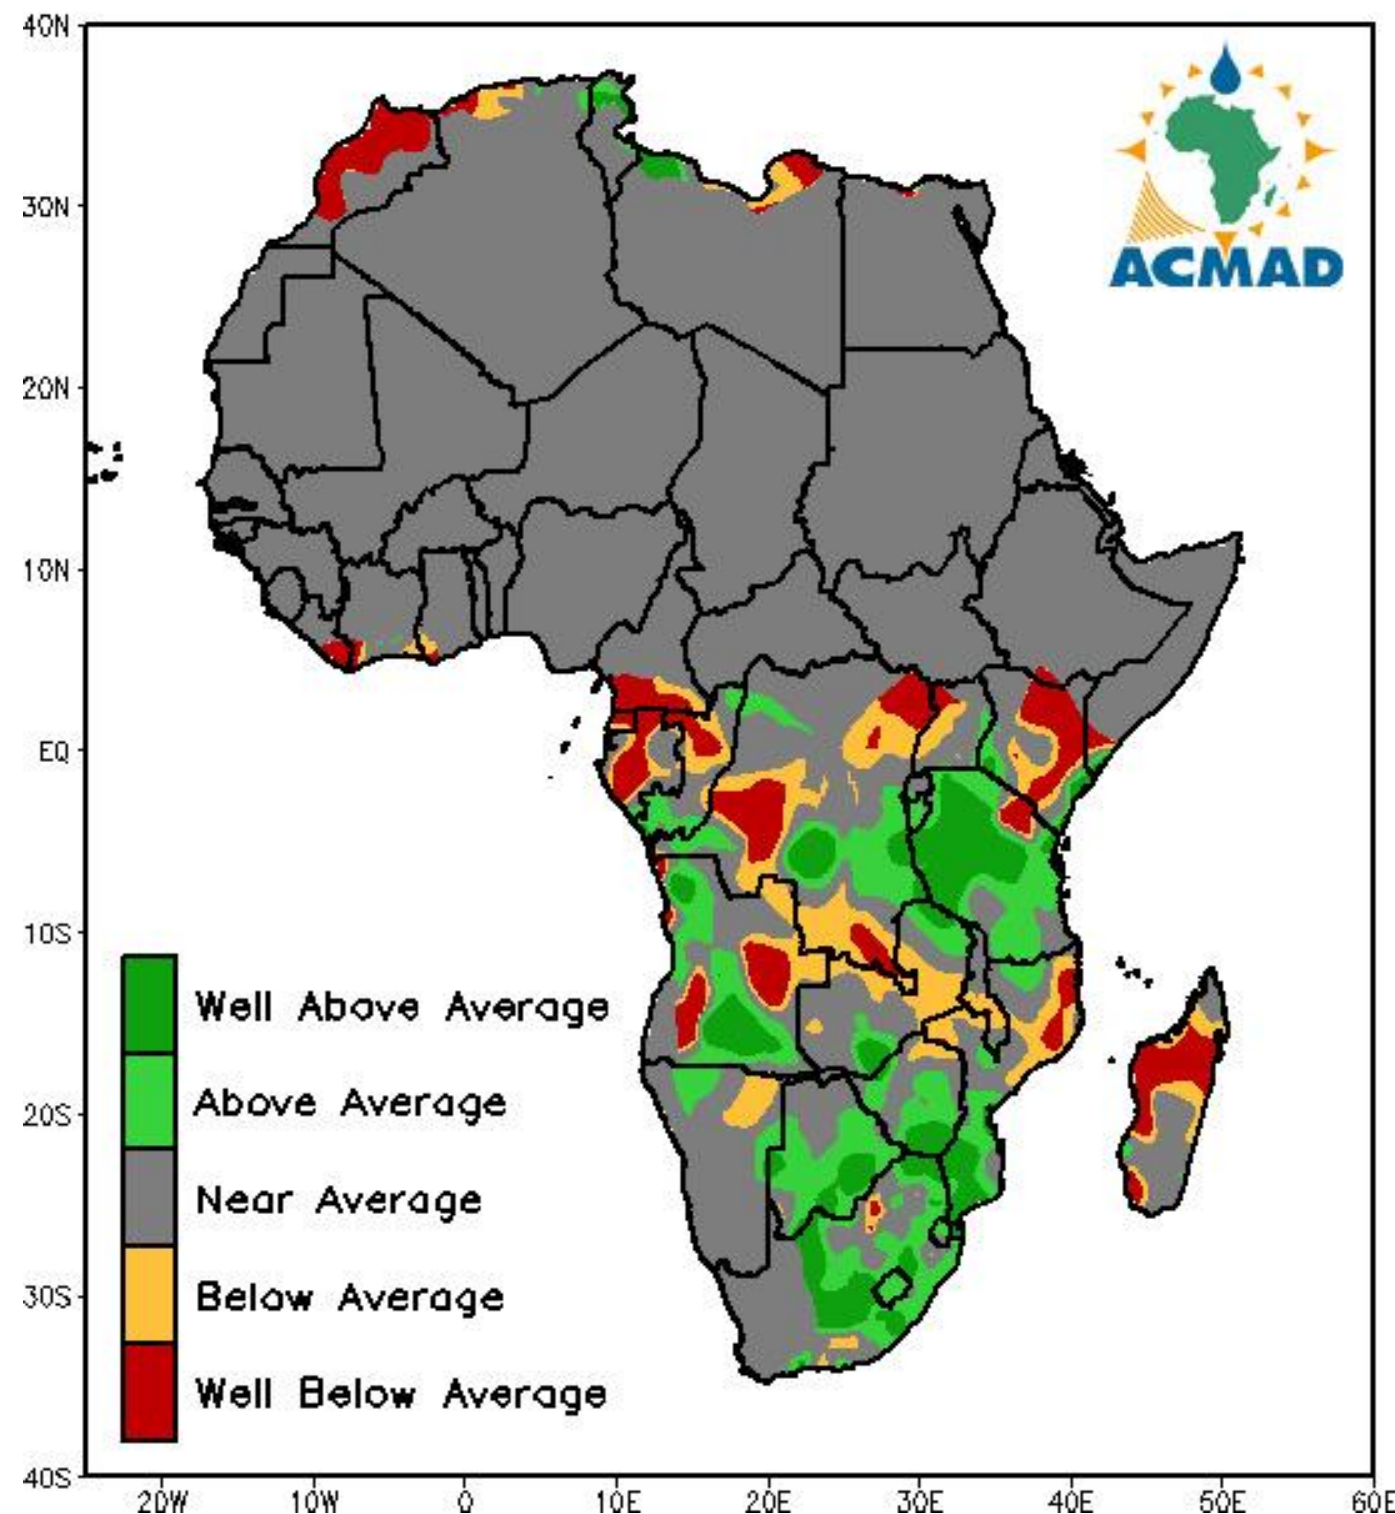 40N
30N
20N
10N
EQ
10S
20S
30S
40S
20W 10W 0 10E 20E 30E 40E 50E 60E
ACMAD
Well Above Average
Above Average
Near Average
Below Average
Well Below Average